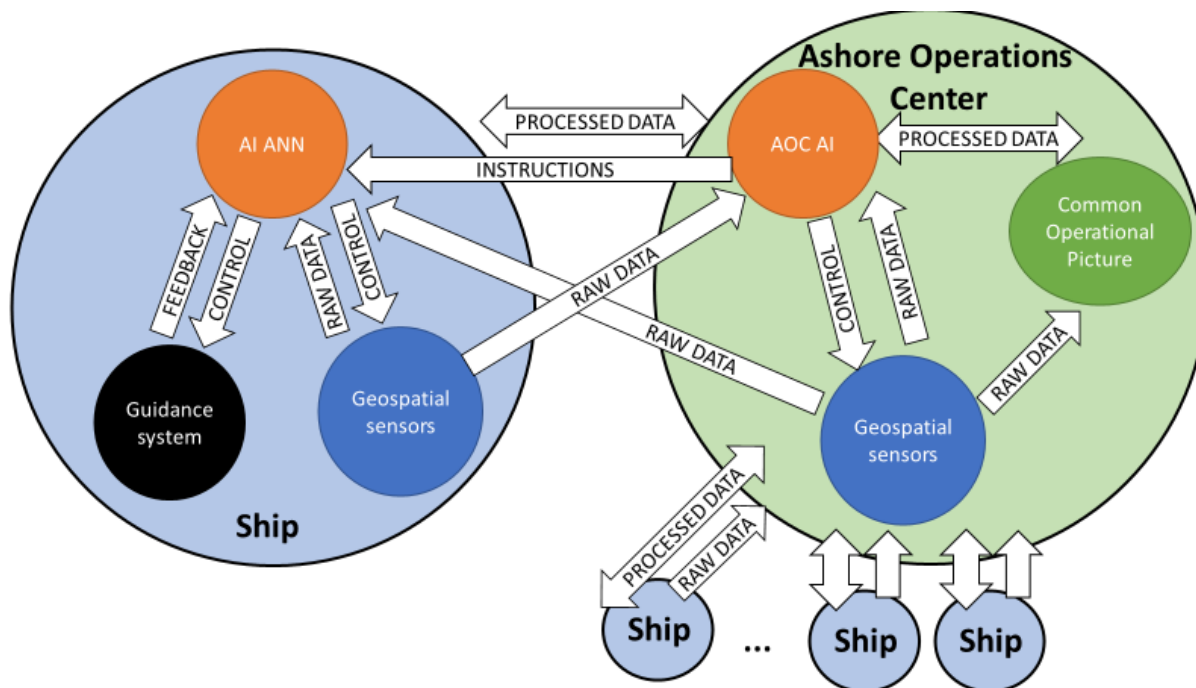 Ashore Operations
Center
AI ANN
PROCESSED DATA
INSTRUCTIONS
AOC AI
PROCESSED DATA
Common
Operational
Picture
FEEDBACK
CONTROL
RAW DATA
CONTROL
RAW DATA
RAW DATA
CONTROL
RAW DATA
RAW DATA
Guidance
system
Geospatial
sensors
Geospatial
sensors
Ship
PROCESSED DATA
RAW DATA
Ship
...
Ship
Ship